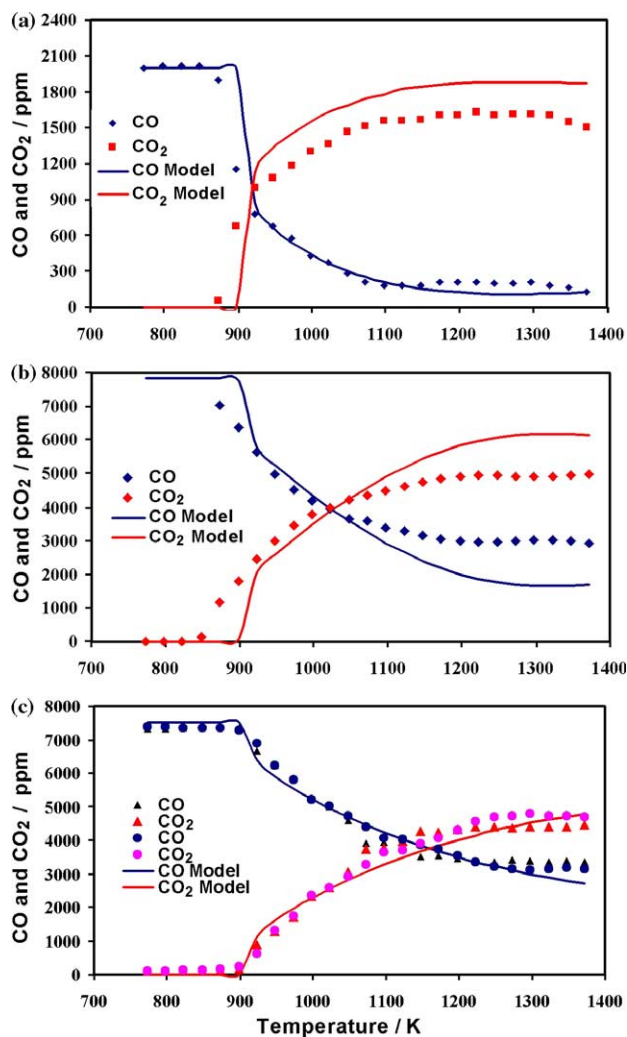 (a)
CO and CO₂ / ppm
2400
2100
1800
1500
1200
900
600
300
0
CO
CO₂
CO Model
CO₂ Model
700 800 900 1000 1100 1200 1300 1400
(b)
CO and CO₂ / ppm
8000
7000
6000
5000
4000
3000
2000
1000
0
CO
CO₂
CO Model
CO₂ Model
700 800 900 1000 1100 1200 1300 1400
(c)
CO and CO₂ / ppm
8000
7000
6000
5000
4000
3000
2000
1000
0
CO
CO₂
CO
CO₂
CO Model
CO₂ Model
700 800 900 1000 1100 1200 1300 1400
Temperature / K